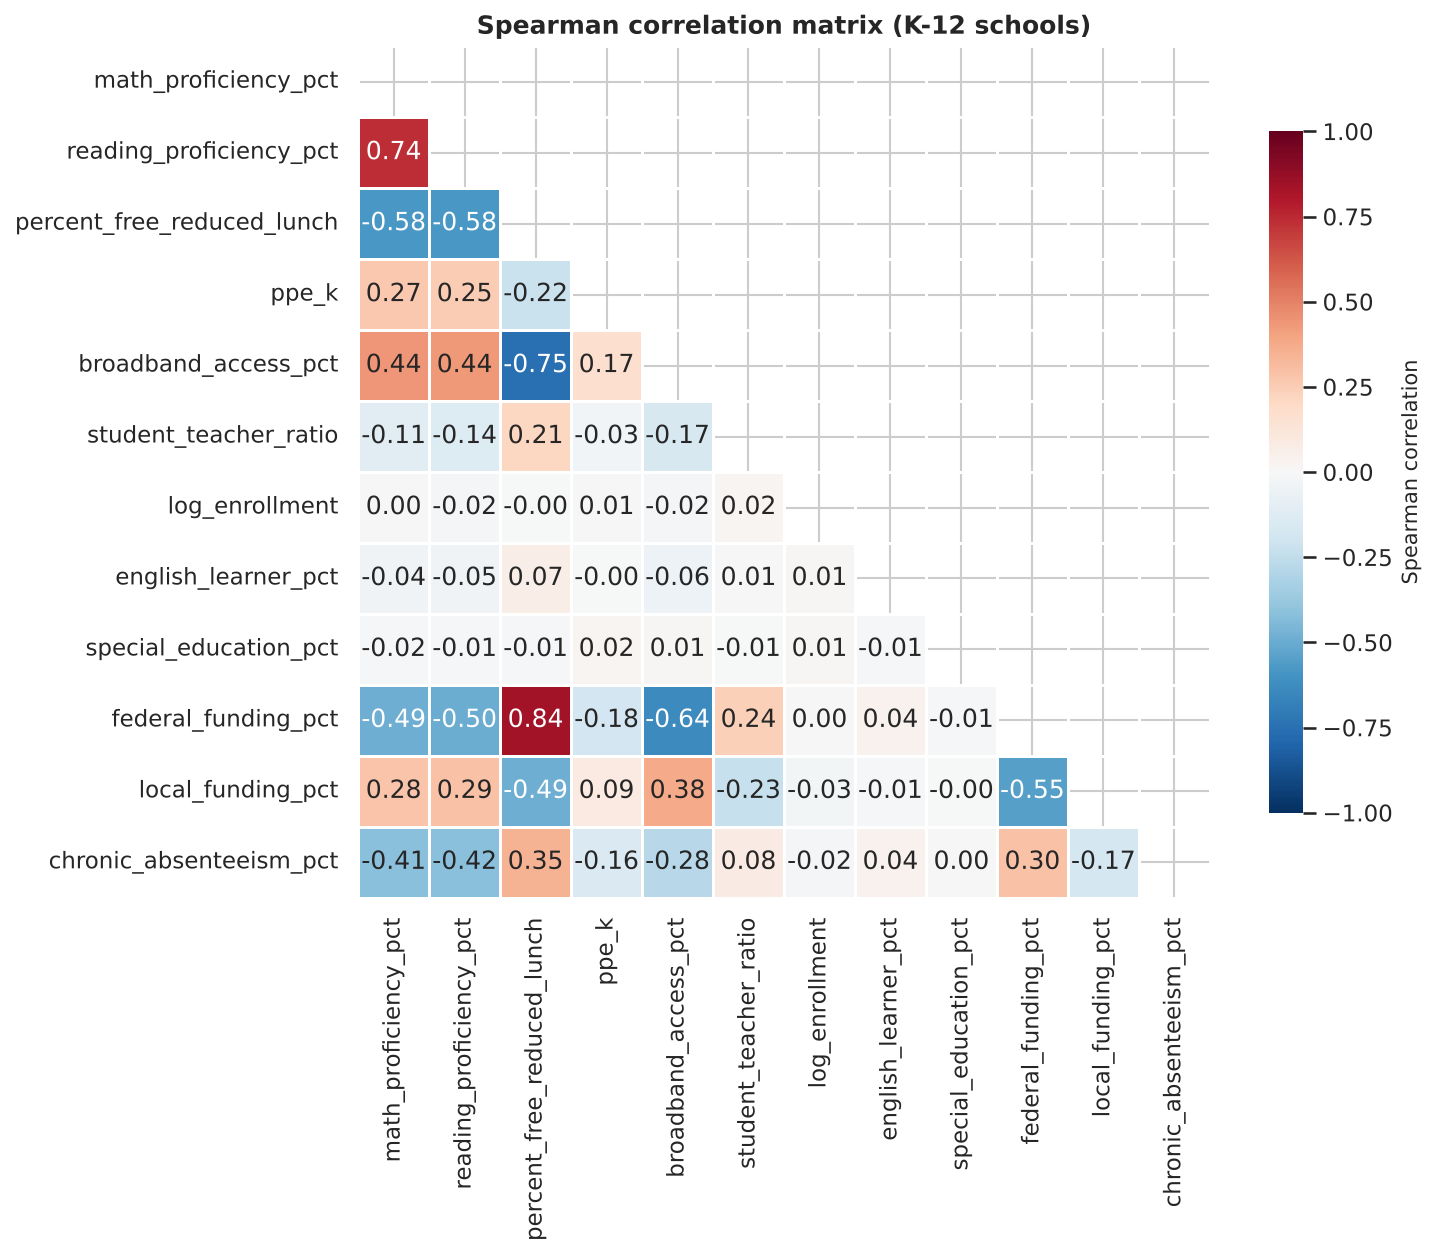 Spearman correlation matrix (K-12 schools)
math_proficiency_pct
reading_proficiency_pct
0.74
percent_free_reduced_lunch
-0.58 -0.58
ppe_k
0.27 0.25 -0.22
broadband_access_pct
0.44 0.44 -0.75 0.17
student_teacher_ratio
-0.11 -0.14 0.21 -0.03 -0.17
log_enrollment
0.00 -0.02 -0.00 0.01 -0.02 0.02
english_learner_pct
-0.04 -0.05 0.07 -0.00 -0.06 0.01 0.01
special_education_pct
-0.02 -0.01 -0.01 0.02 0.01 -0.01 0.01 -0.01
federal_funding_pct
-0.49 -0.50 0.84 -0.18 -0.64 0.24 0.00 0.04 -0.01
local_funding_pct
0.28 0.29 -0.49 0.09 0.38 -0.23 -0.03 -0.01 -0.00 -0.55
chronic_absenteeism_pct
-0.41 -0.42 0.35 -0.16 -0.28 0.08 -0.02 0.04 0.00 0.30 -0.17
math_proficiency_pct
reading_proficiency_pct
percent_free_reduced_lunch
ppe_k
broadband_access_pct
student_teacher_ratio
log_enrollment
english_learner_pct
special_education_pct
federal_funding_pct
local_funding_pct
chronic_absenteeism_pct
1.00
0.75
0.50
0.25
0.00
−0.25
−0.50
−0.75
−1.00
Spearman correlation